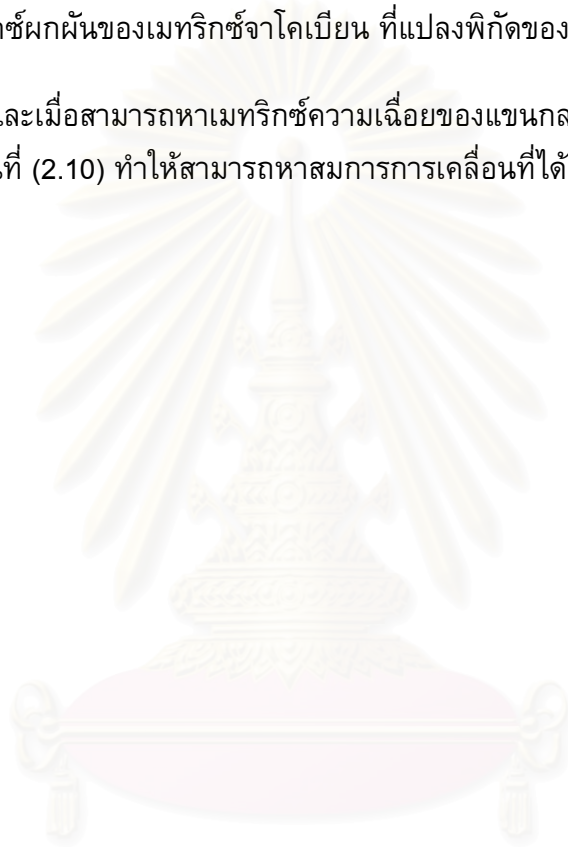 ซ์ผกผันของเมทริกซ์จาโคเบียน ที่แปลงพิกัดของ
และเมื่อสามารถหาเมทริกซ์ความเฉื่อยของแขนกล
ที่ (2.10) ทำให้สามารถหาสมการการเคลื่อนที่ได้